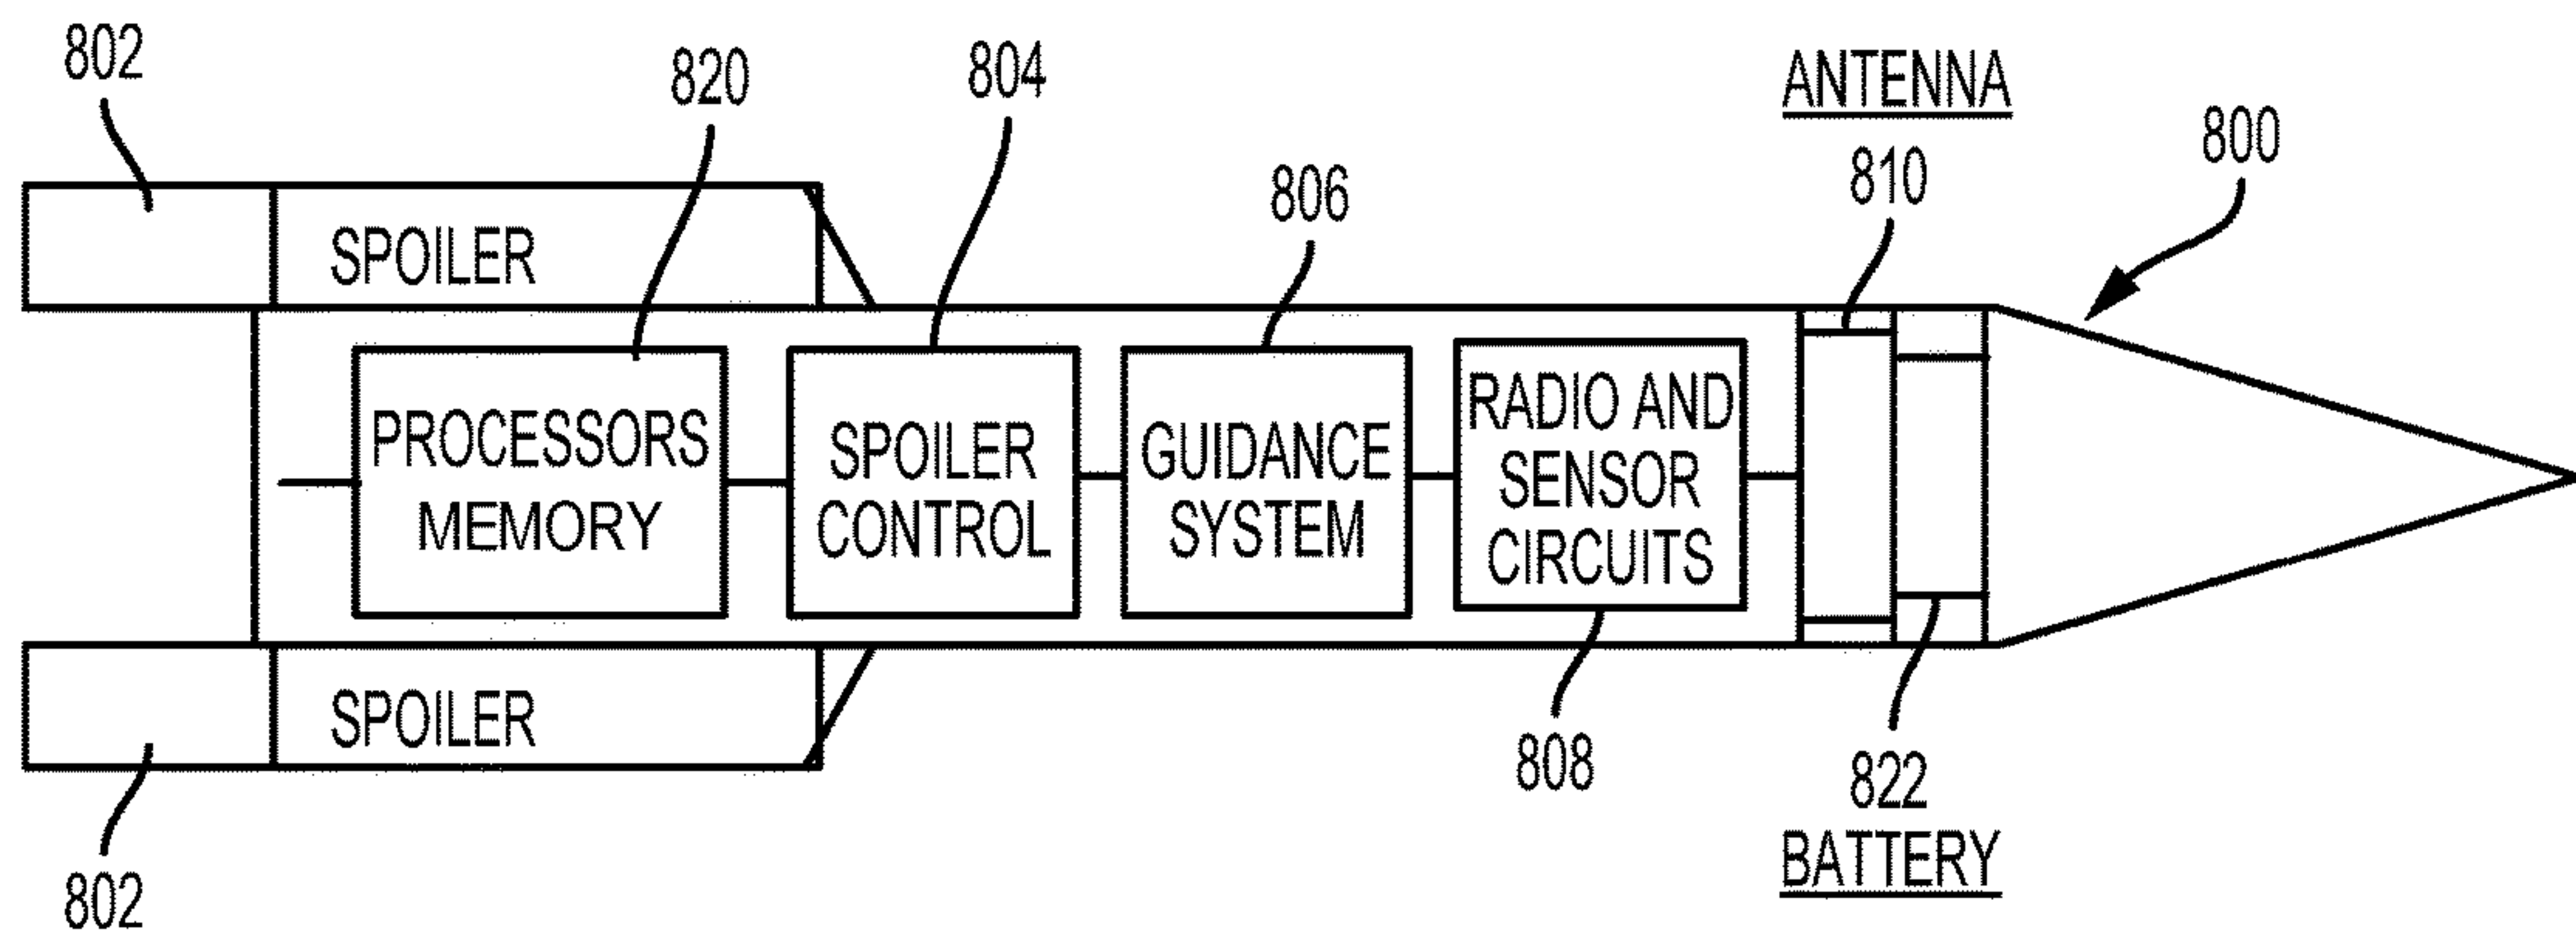 802
820
804
ANTENNA
810
800
806
SPOILER
PROCESSORS
MEMORY
SPOILER
CONTROL
GUIDANCE
SYSTEM
RADIO AND
SENSOR
CIRCUITS
SPOILER
802
808
822
BATTERY